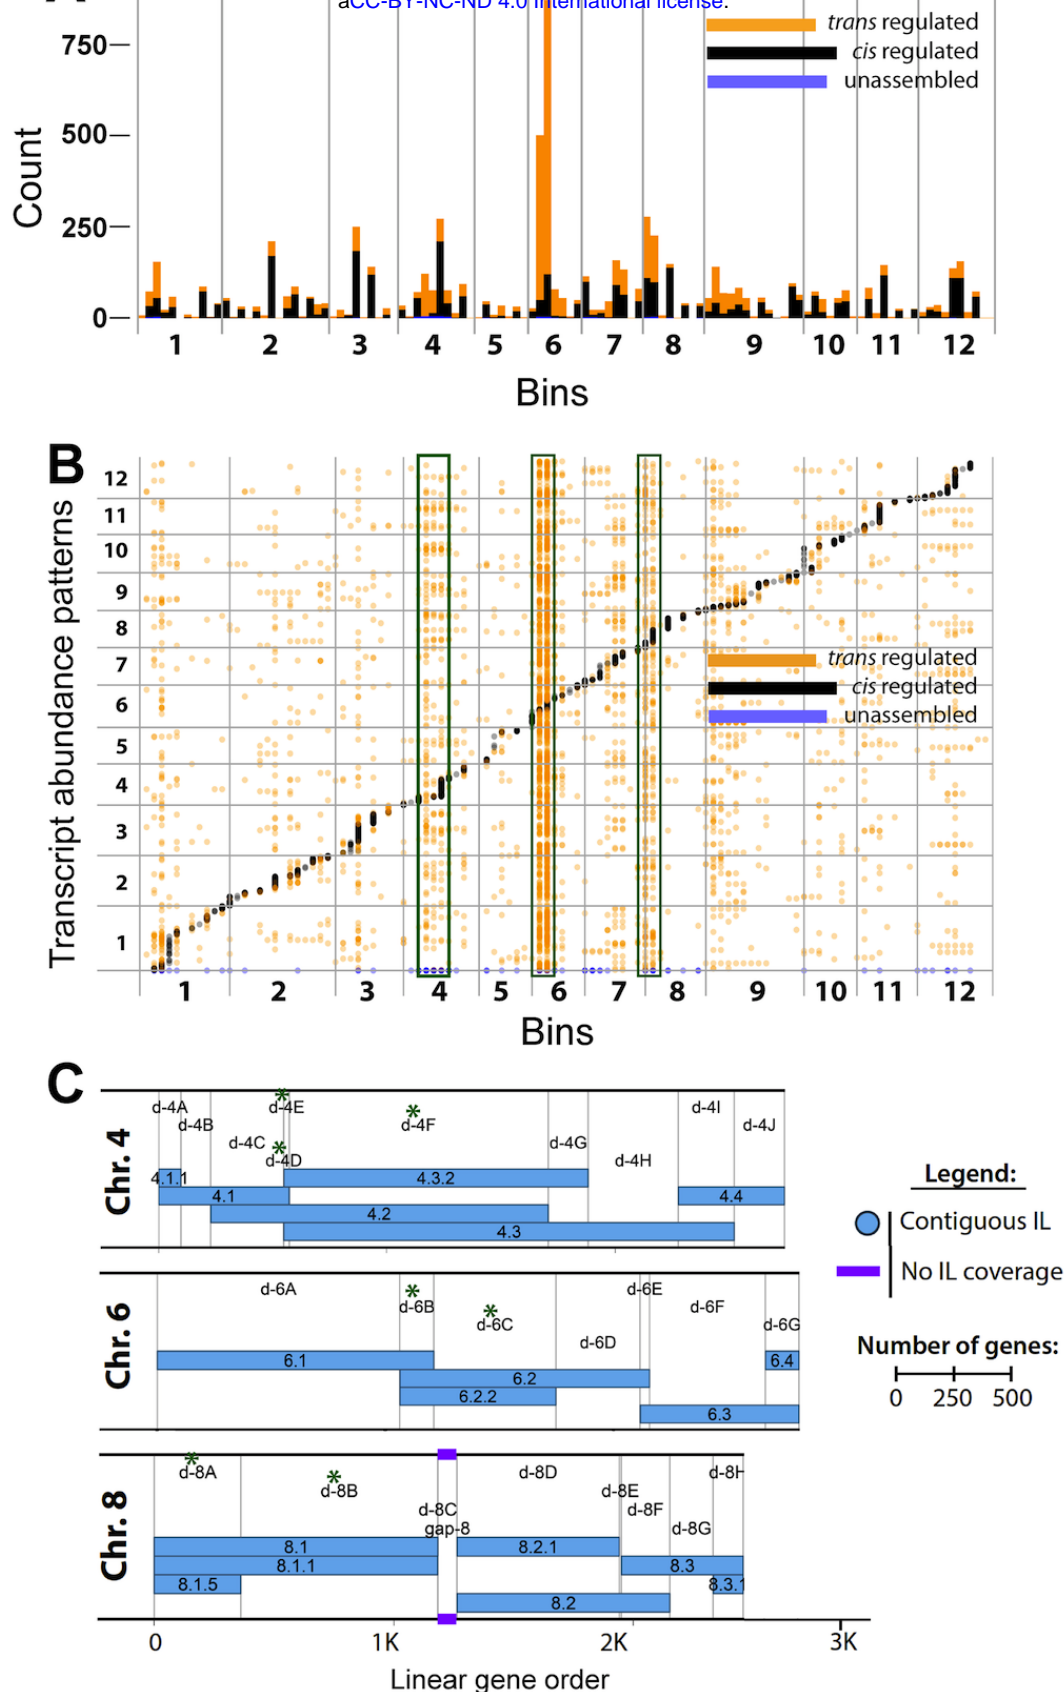 aCC-BY-NC-ND 4.0 International license.
trans regulated
cis regulated
unassembled
Count
750
500
250
0
1 2 3 4 5 6 7 8 9 10 11 12
Bins
B
Transcript abundance patterns
12
11
10
9
8
7
6
5
4
3
2
1
trans regulated
cis regulated
unassembled
1 2 3 4 5 6 7 8 9 10 11 12
Bins
C
Chr. 4
* *
d-4A d-4E d-4I
d-4B d-4F d-4J
* d-4C d-4G
d-4D d-4H
4.1.1 4.3.2
4.1 4.4
4.2
4.3
Chr. 6
d-6A * d-6E
d-6B * d-6F
d-6C d-6G
d-6D
6.1 6.4
6.2
6.2.2
6.3
Chr. 8
*
d-8A d-8D d-8H
* d-8B d-8E
d-8C d-8F
gap-8 d-8G
8.1 8.2.1
8.1.1 8.3
8.1.5 8.3.1
8.2
0 1K 2K 3K
Linear gene order
Legend:
Contiguous IL
No IL coverage
Number of genes:
0 250 500